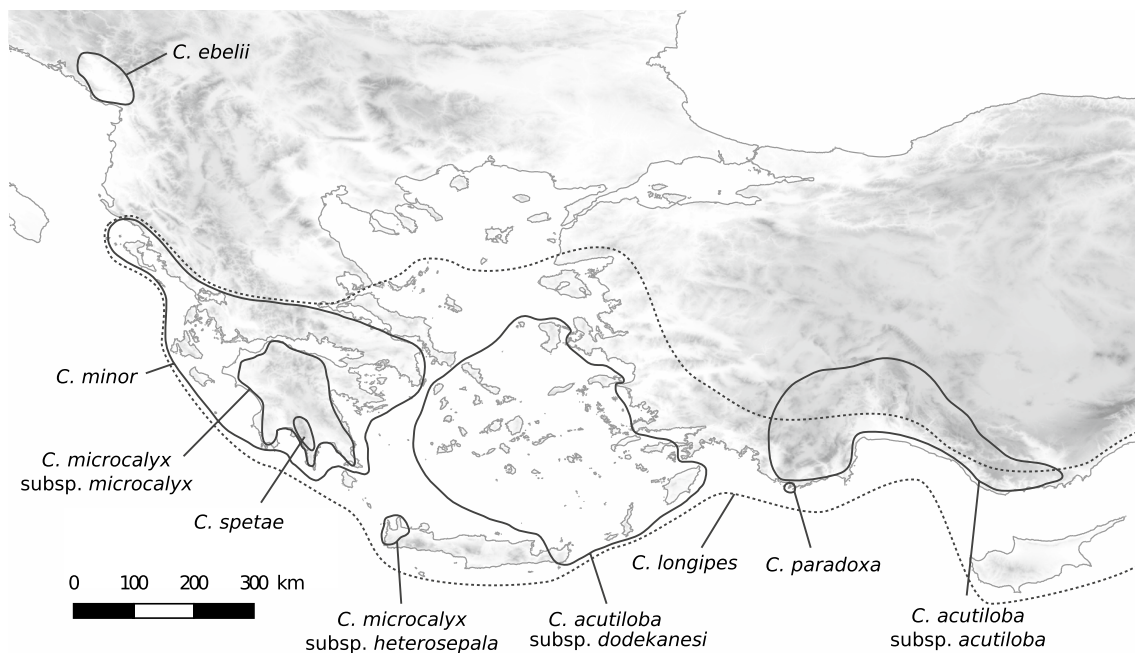 C. ebelii
C. minor
C. microcalyx
subsp. microcalyx
C. spetae
C. longipes
C. paradoxa
0 100 200 300 km
C. microcalyx
subsp. heterosepala
C. acutiloba
subsp. dodekanesi
C. acutiloba
subsp. acutiloba